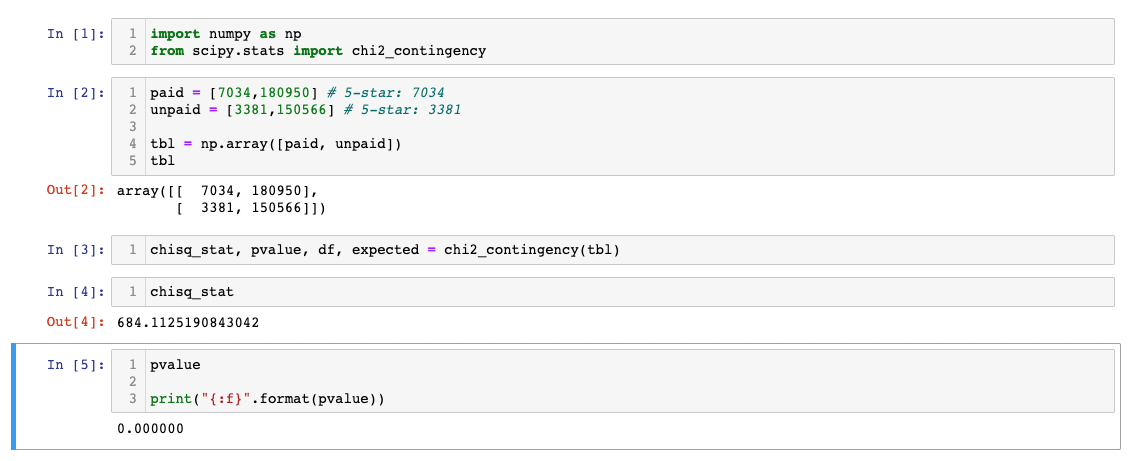 In [1]: 1 import numpy as np
2 from scipy.stats import chi2_contingency
In [2]: 1 paid = [7034,180950] # 5-star: 7034
2 unpaid = [3381,150566] # 5-star: 3381
3
4 tbl = np.array([paid, unpaid])
5 tbl
Out[2]: array([[  7034, 180950],
       [  3381, 150566]])
In [3]: 1 chisq_stat, pvalue, df, expected = chi2_contingency(tbl)
In [4]: 1 chisq_stat
Out[4]: 684.1125190843042
In [5]: 1 pvalue
2
3 print("{:f}".format(pvalue))
0.000000